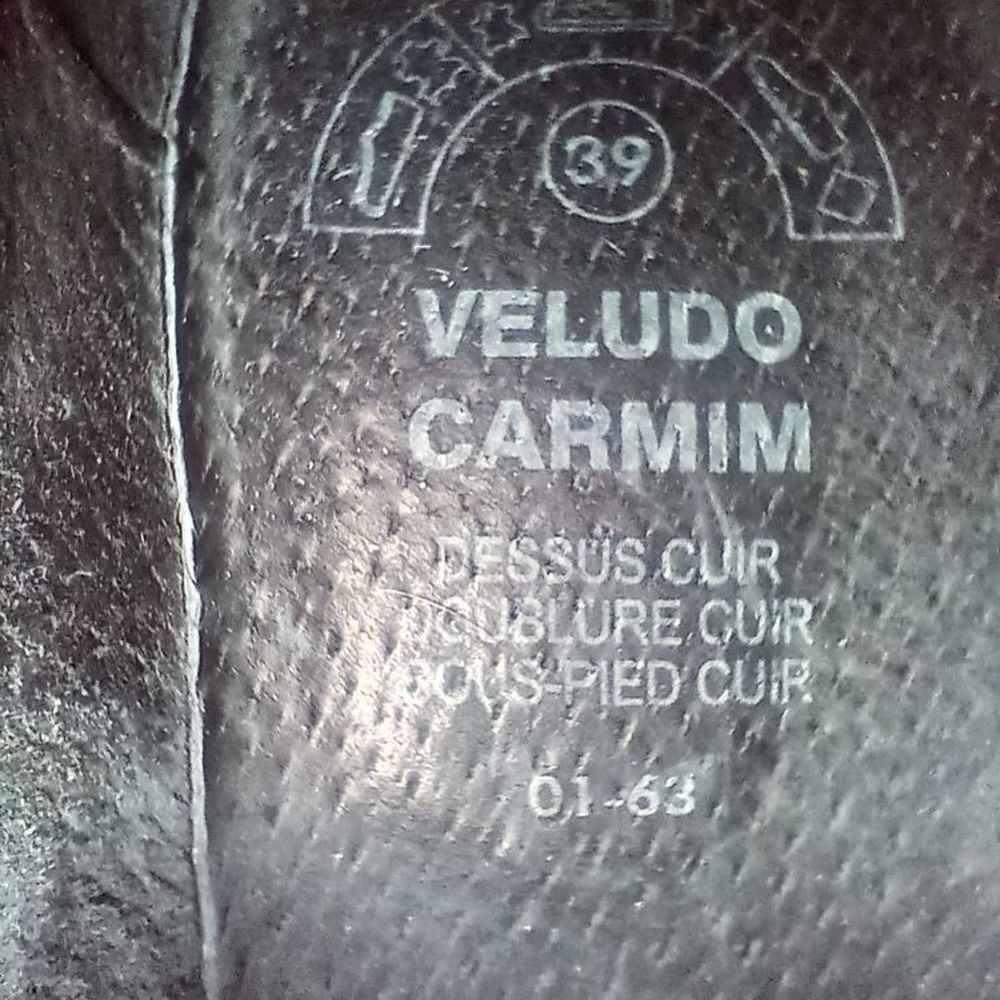 39
VELUDO
CARMIM
DESSUS CUIR
DOUBLURE CUIR
SOUS-PIED CUIR
01-63